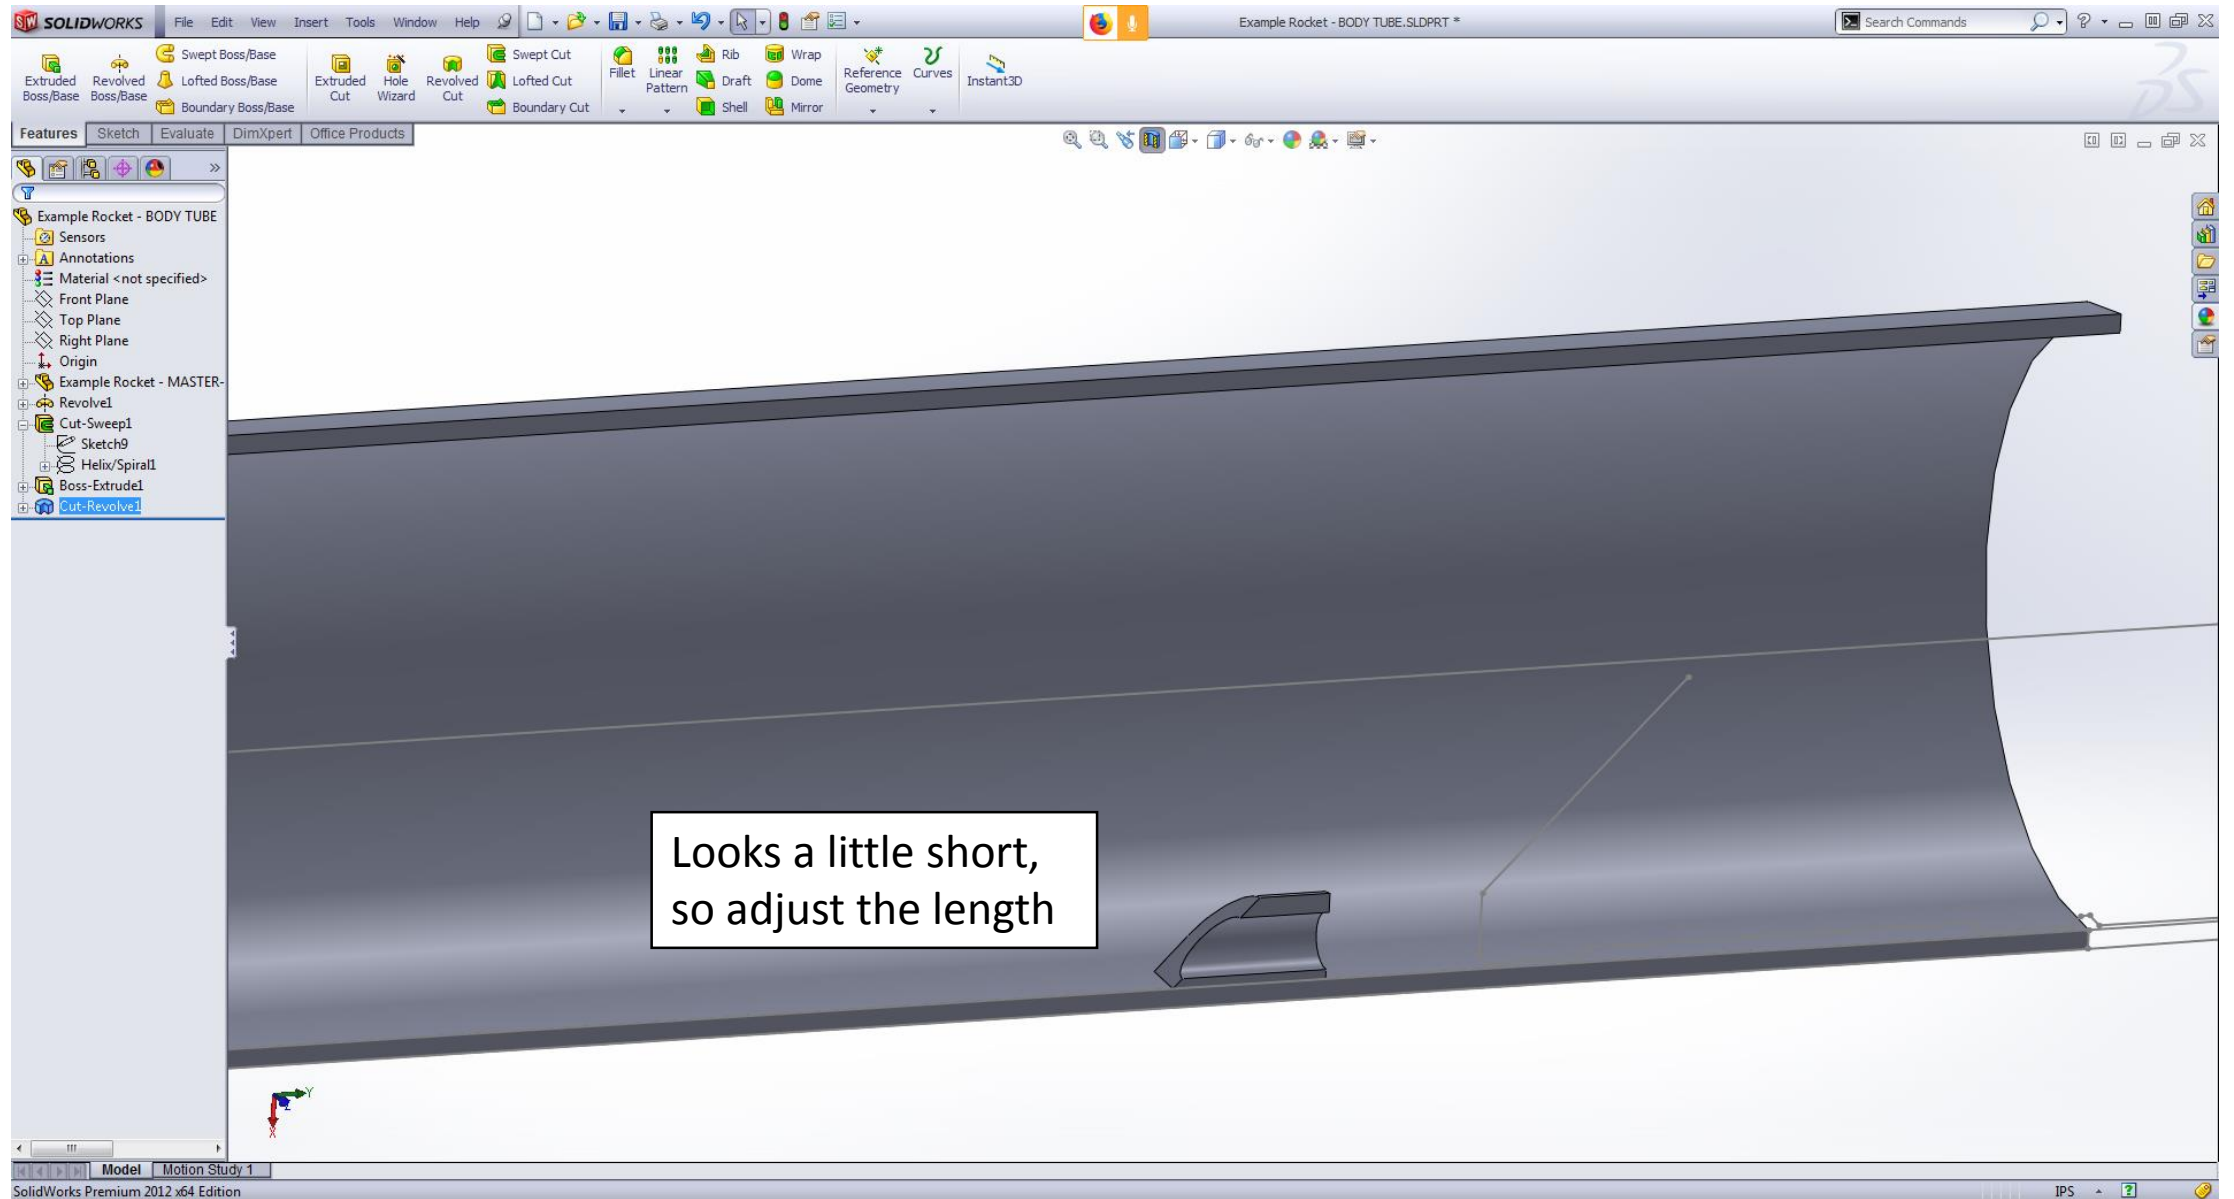 SOLIDWORKS File Edit View Insert Tools Window Help
Example Rocket - BODY TUBE.SLDPRT *
Search Commands
Extruded Boss/Base
Revolved Boss/Base
Swept Boss/Base
Lofted Boss/Base
Boundary Boss/Base
Extruded Cut
Hole Wizard
Revolved Cut
Swept Cut
Lofted Cut
Boundary Cut
Fillet
Linear Pattern
Rib
Draft
Shell
Wrap
Dome
Mirror
Reference Geometry
Curves
Instant3D
Features Sketch Evaluate DimXpert Office Products
Example Rocket - BODY TUBE
Sensors
Annotations
Material <not specified>
Front Plane
Top Plane
Right Plane
Origin
Example Rocket - MASTER-
Revolve1
Cut-Sweep1
Sketch9
Helix/Spiral1
Boss-Extrude1
Cut-Revolve1
Looks a little short,
so adjust the length
Y
Z
X
Model Motion Study 1
SolidWorks Premium 2012 x64 Edition
IPS